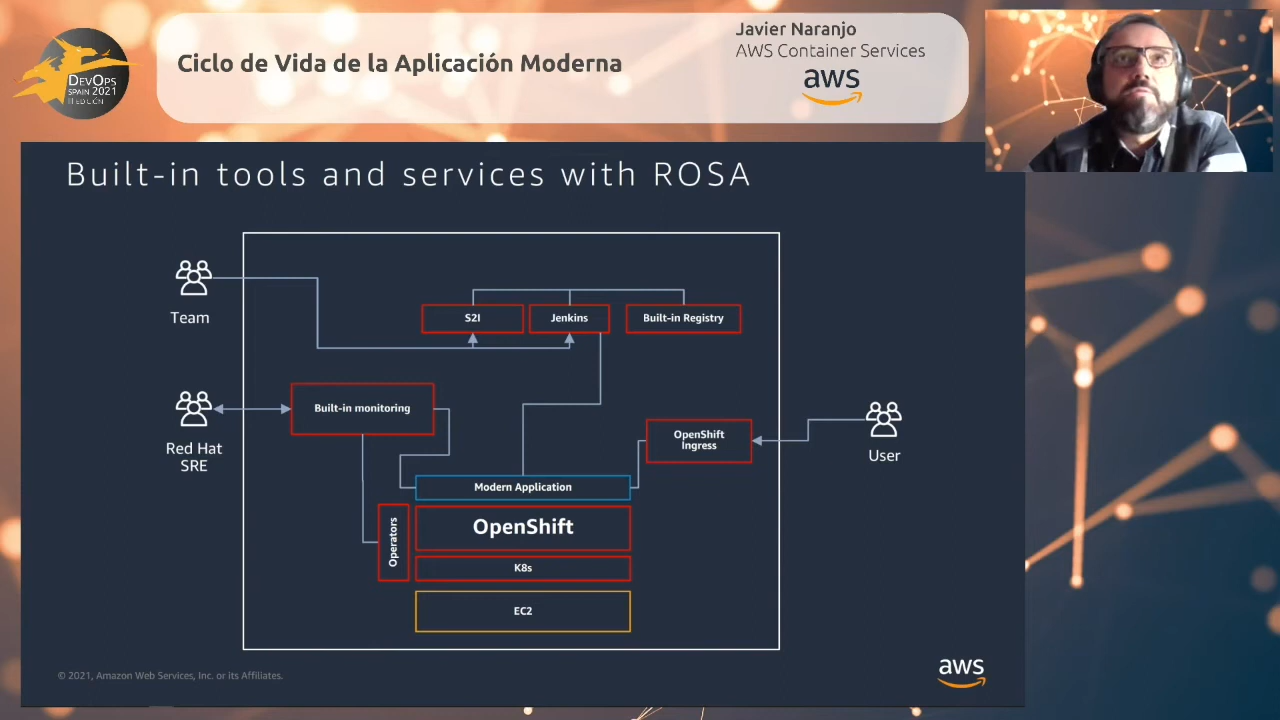 DEVOPS
SPAIN 2021
III EDICIÓN
Ciclo de Vida de la Aplicación Moderna
Javier Naranjo
AWS Container Services
aws
Built-in tools and services with ROSA
Team
S2I
Jenkins
Built-in Registry
Built-in monitoring
Red Hat
SRE
OpenShift
Ingress
User
Modern Application
Operators
OpenShift
K8s
EC2
© 2021, Amazon Web Services, Inc. or its Affiliates.
aws